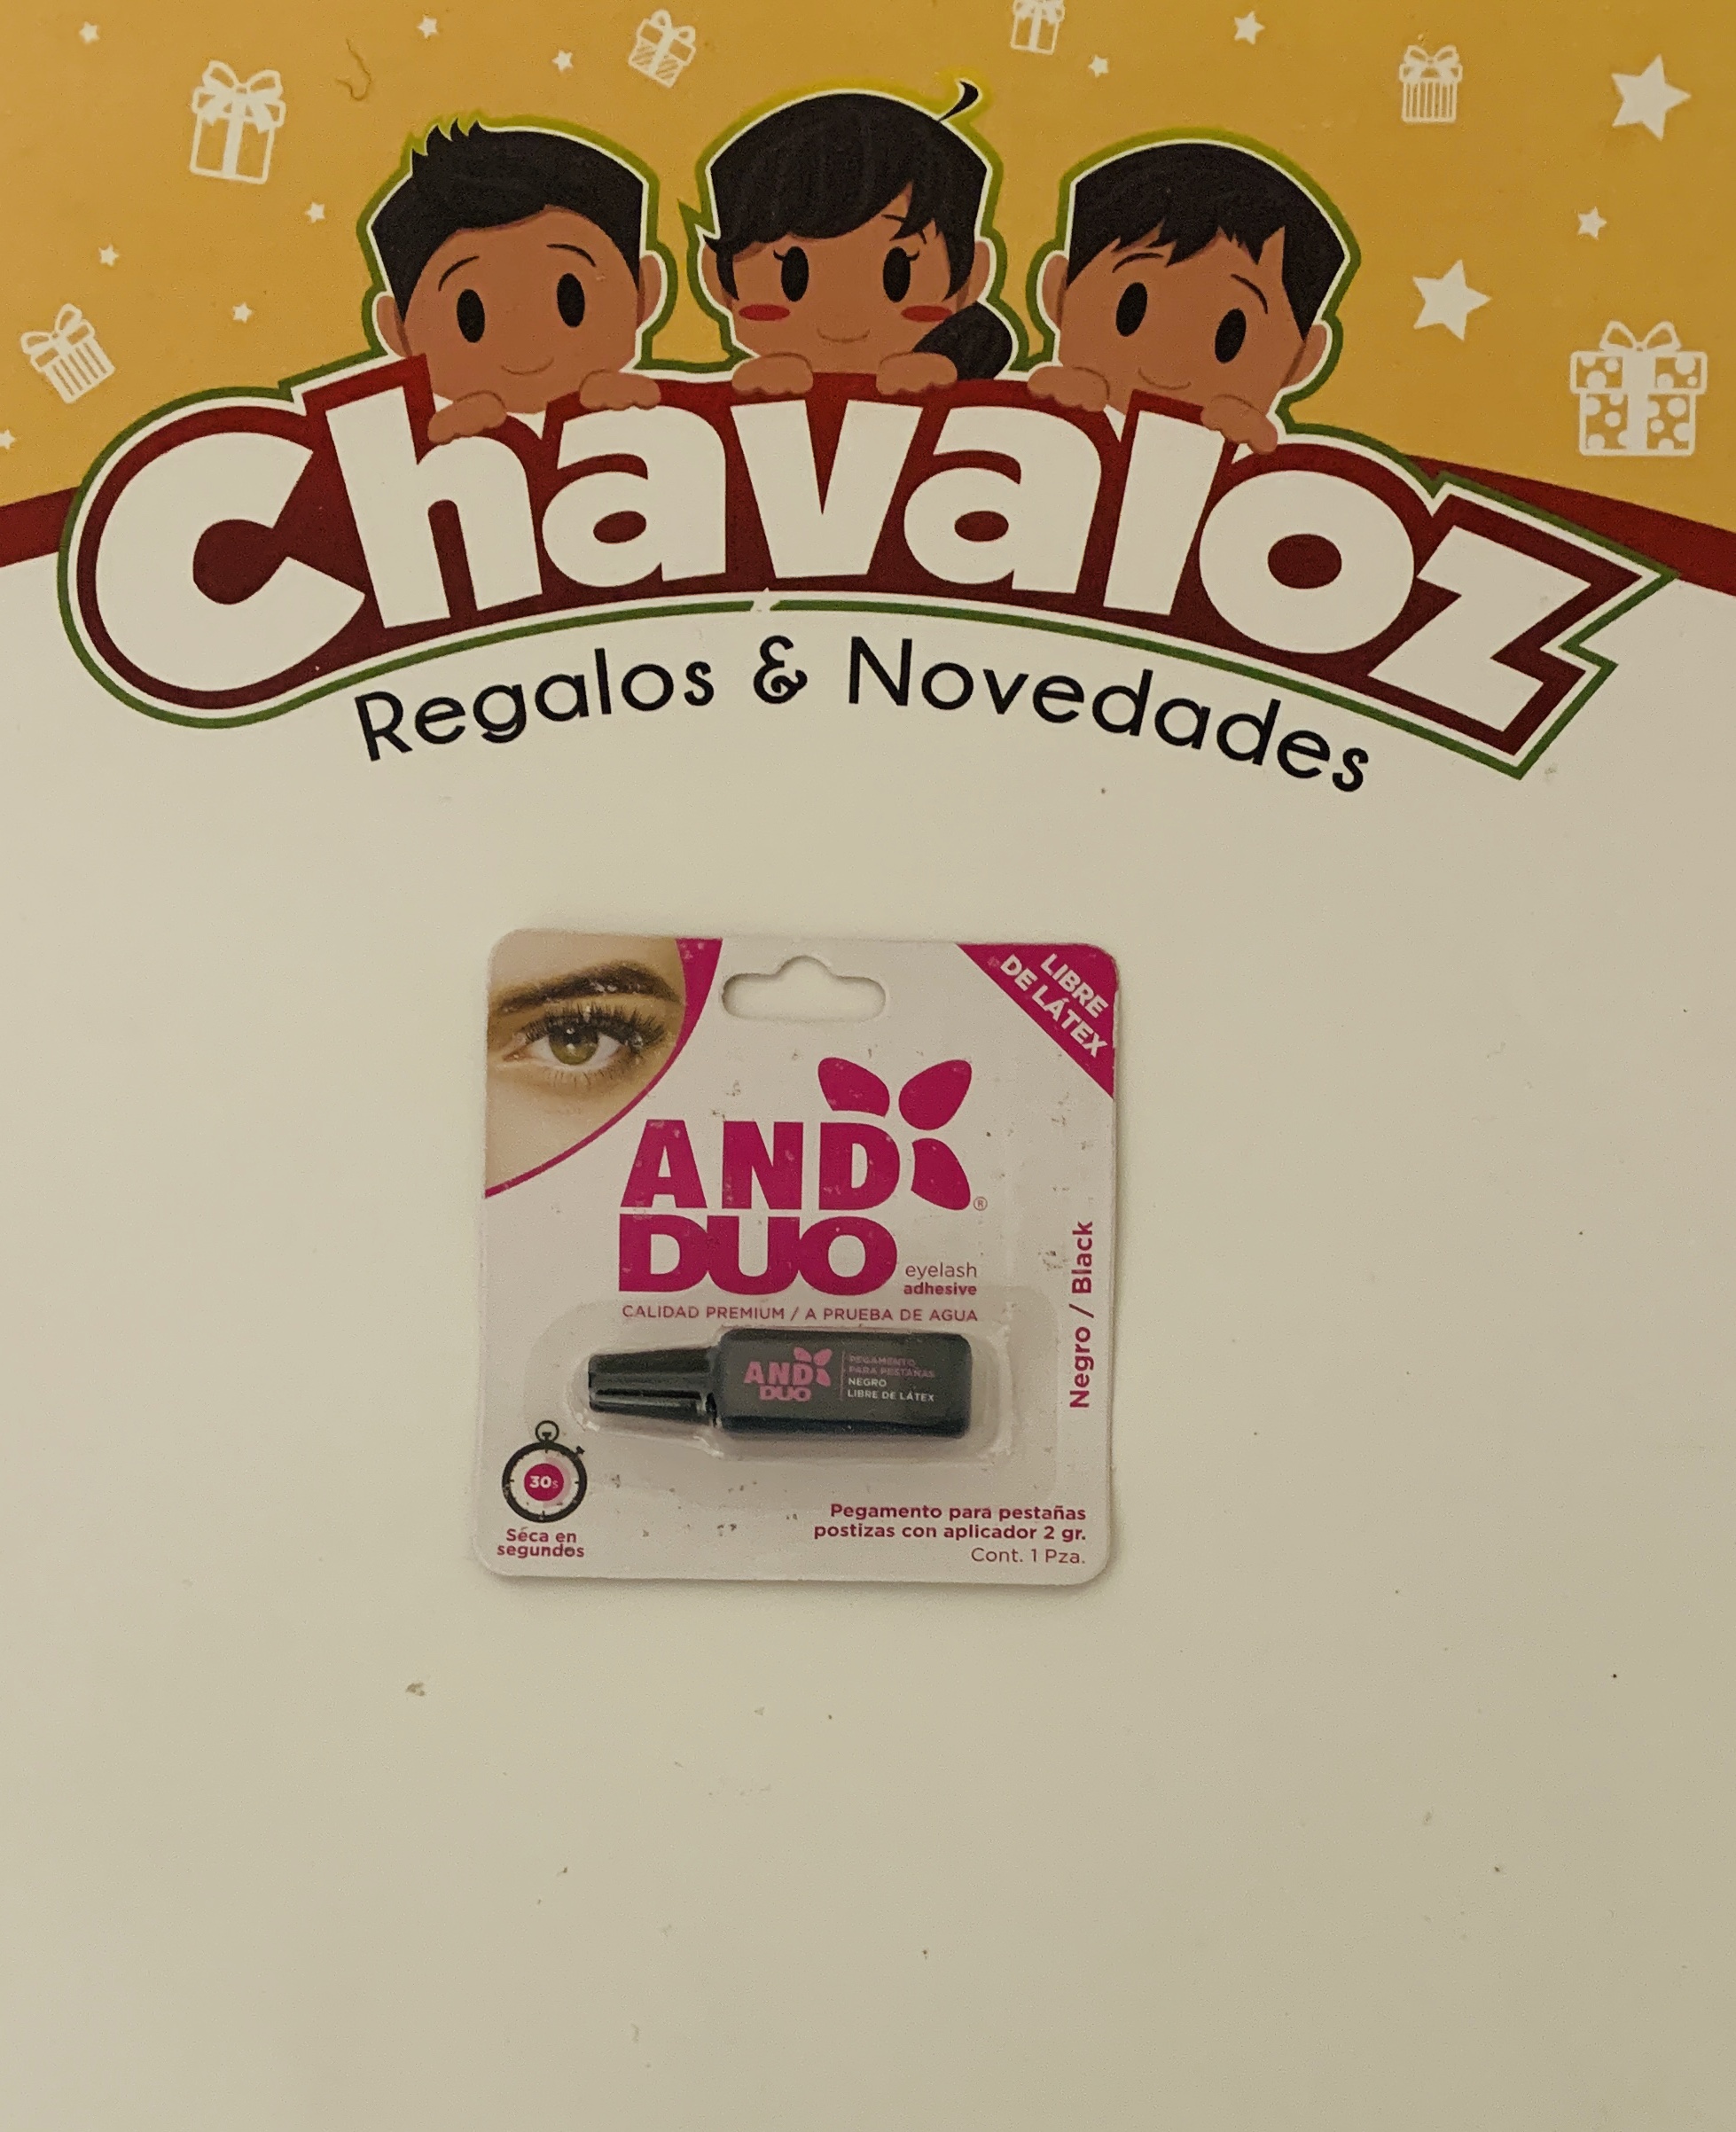 Chavaloz
Regalos & Novedades
LIBRE
DE LÁTEX
ANDi®
DUO
eyelash
adhesive
CALIDAD PREMIUM / A PRUEBA DE AGUA
Negro / Black
ANDi
DUO
PEGAMENTO
PARA PESTAÑAS
NEGRO
LIBRE DE LÁTEX
30s
Séca en
segundos
Pegamento para pestañas
postizas con aplicador 2 gr.
Cont. 1 Pza.